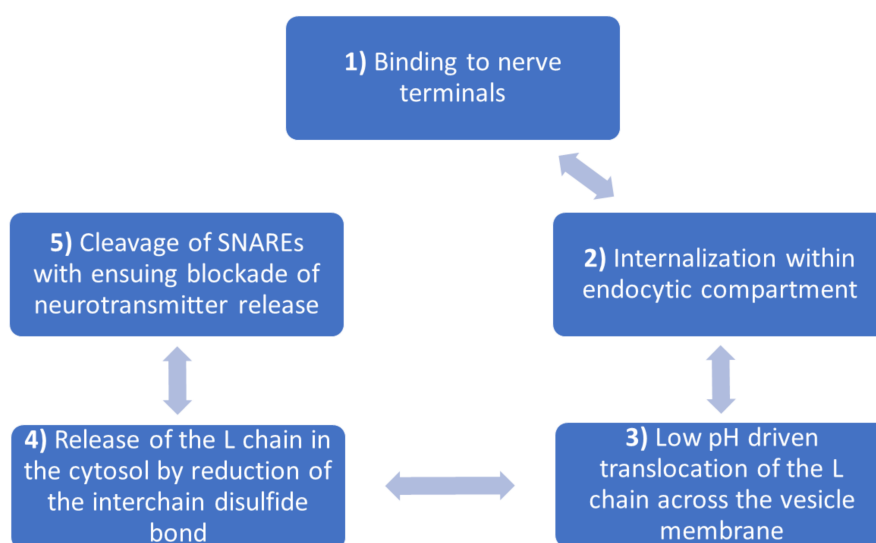 1) Binding to nerve
terminals
2) Internalization within
endocytic compartment
3) Low pH driven
translocation of the L
chain across the vesicle
membrane
4) Release of the L chain in
the cytosol by reduction of
the interchain disulfide
bond
5) Cleavage of SNAREs
with ensuing blockade of
neurotransmitter release